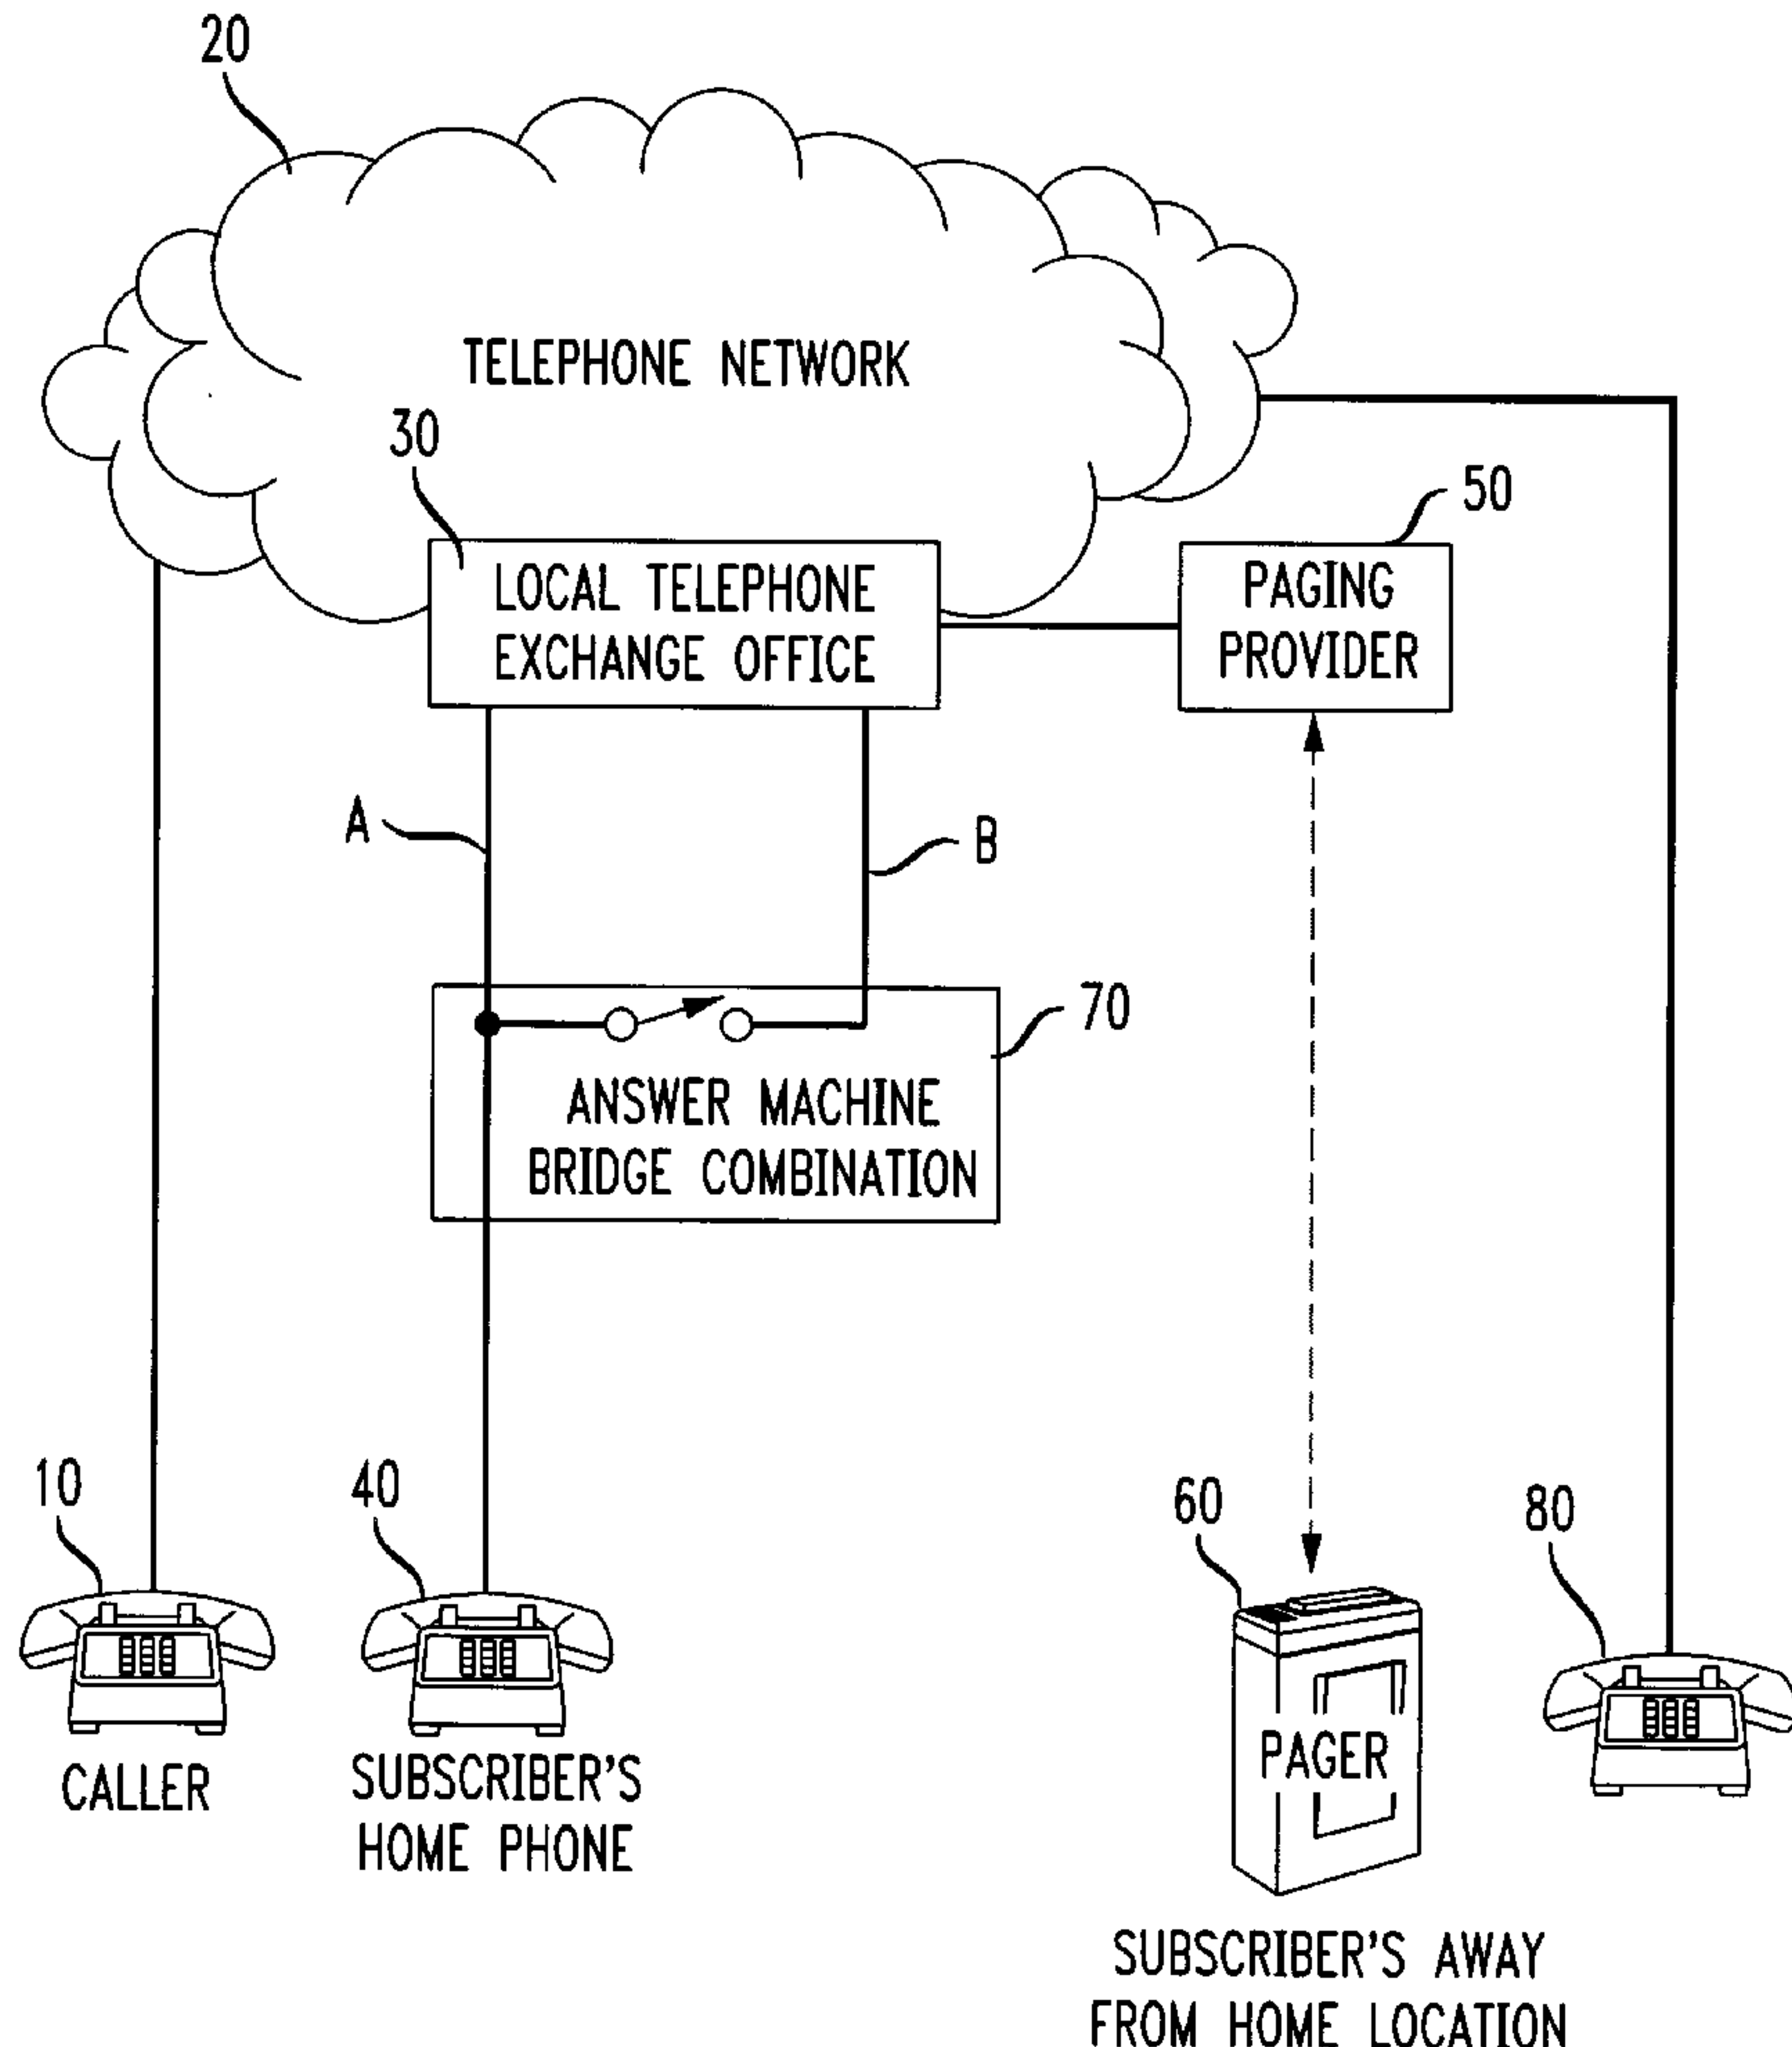 20
TELEPHONE NETWORK
30
50
LOCAL TELEPHONE
EXCHANGE OFFICE
PAGING
PROVIDER
A
B
70
ANSWER MACHINE
BRIDGE COMBINATION
10
40
60
80
CALLER
SUBSCRIBER'S
HOME PHONE
PAGER
SUBSCRIBER'S AWAY
FROM HOME LOCATION